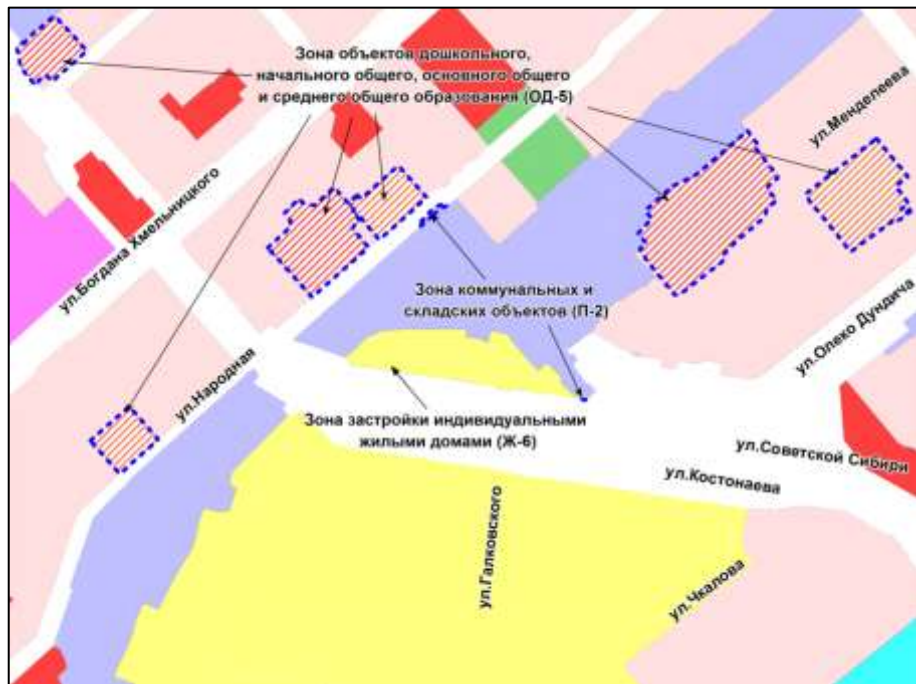 Зона объектов дошкольного,
начального общего, основного общего
и среднего общего образования (ОД-5)
ул.Менделеева
ул.Богдана Хмельницкого
Зона коммунальных и
складских объектов (П-2)
ул.Олеко Дундича
ул.Народная
Зона застройки индивидуальными
жилыми домами (Ж-6)
ул.Советской Сибири
ул.Костонаева
ул.Галковского
ул.Чкалова